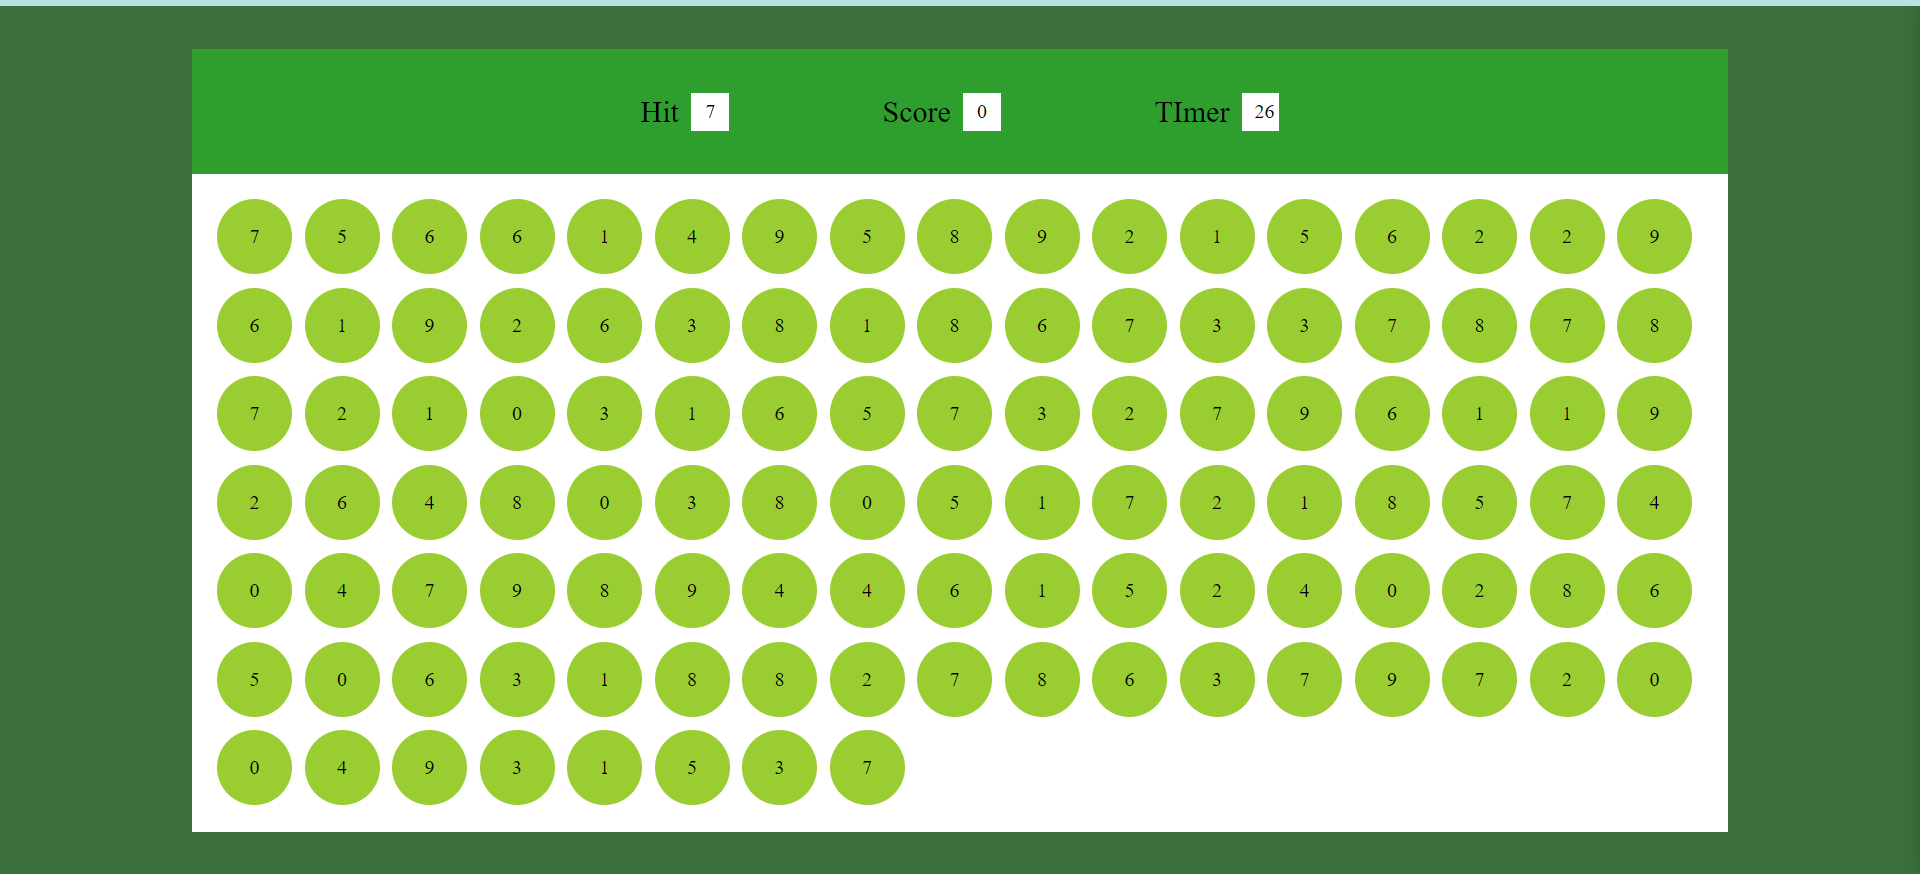 Hit 7 Score 0 TImer 26
7 5 6 6 1 4 9 5 8 9 2 1 5 6 2 2 9
6 1 9 2 6 3 8 1 8 6 7 3 3 7 8 7 8
7 2 1 0 3 1 6 5 7 3 2 7 9 6 1 1 9
2 6 4 8 0 3 8 0 5 1 7 2 1 8 5 7 4
0 4 7 9 8 9 4 4 6 1 5 2 4 0 2 8 6
5 0 6 3 1 8 8 2 7 8 6 3 7 9 7 2 0
0 4 9 3 1 5 3 7